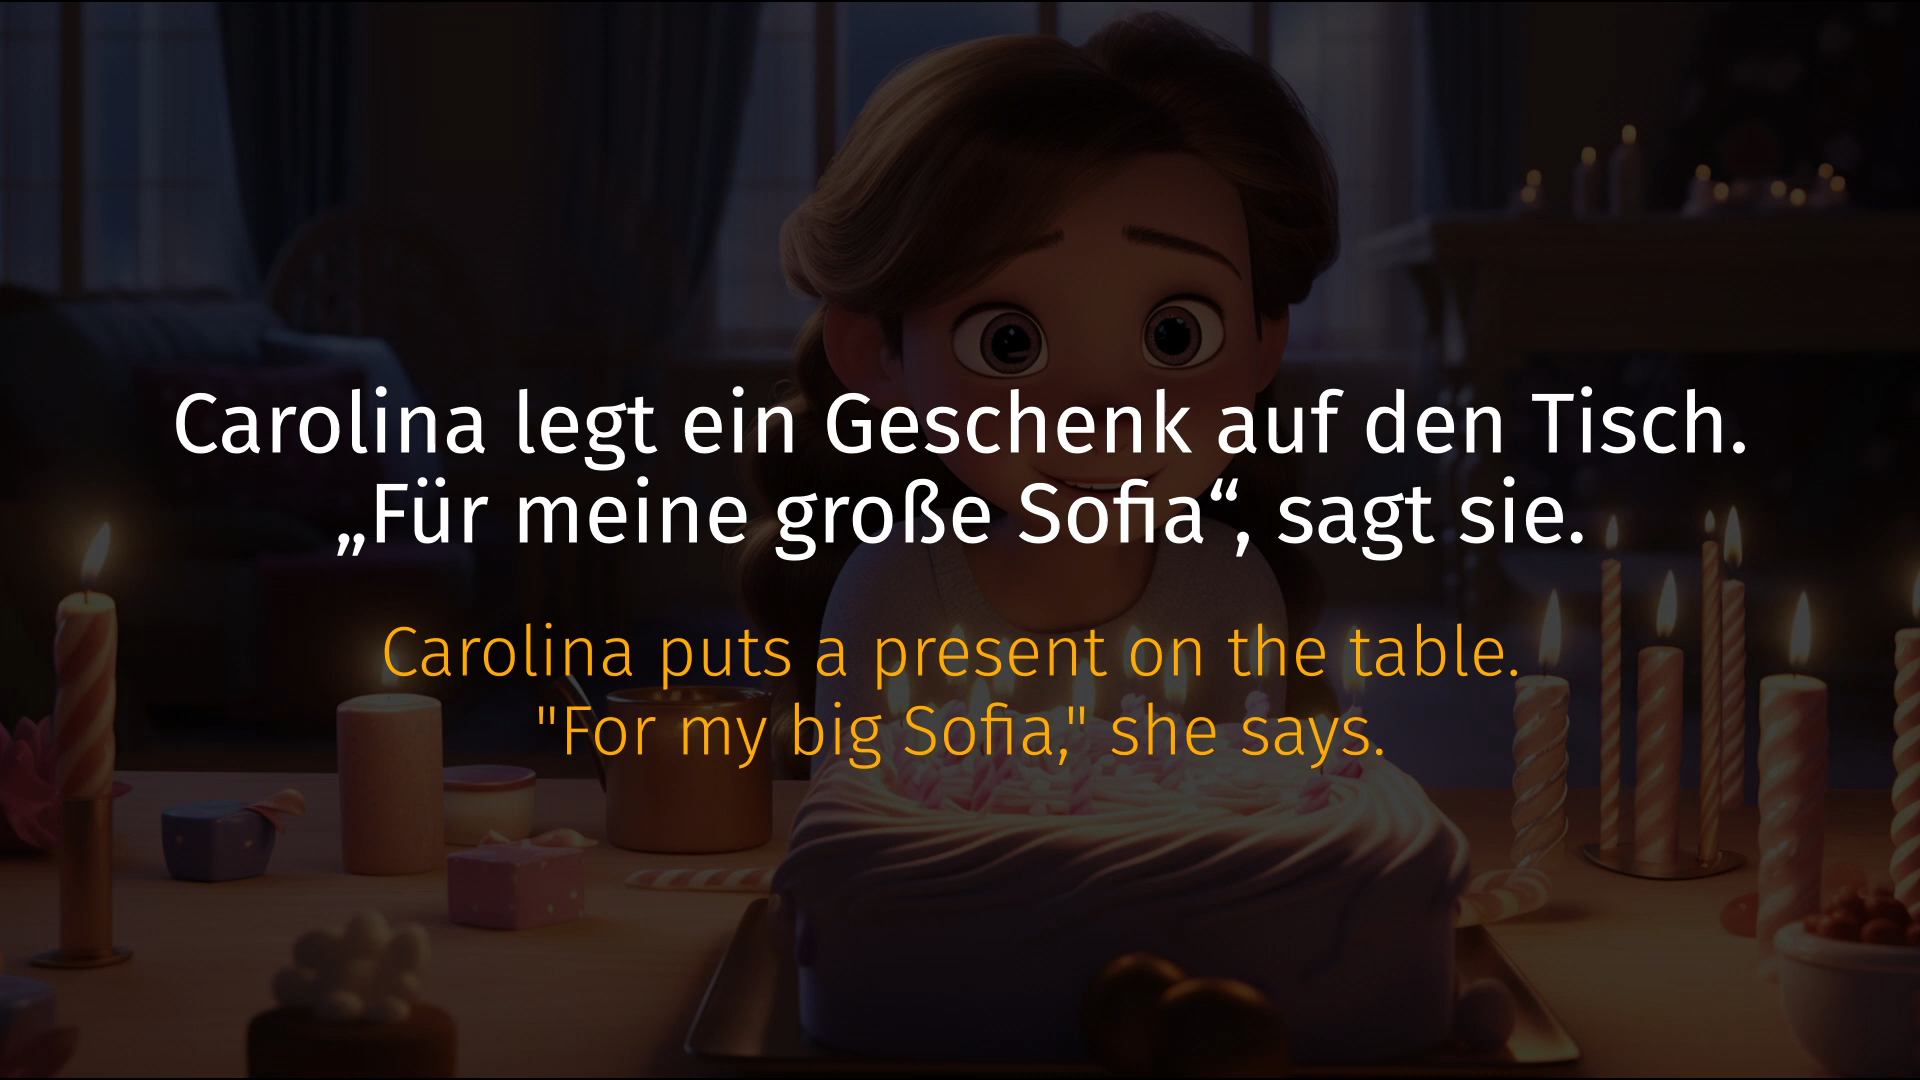 Carolina legt ein Geschenk auf den Tisch.
„Für meine große Sofia“, sagt sie.
Carolina puts a present on the table.
"For my big Sofia," she says.